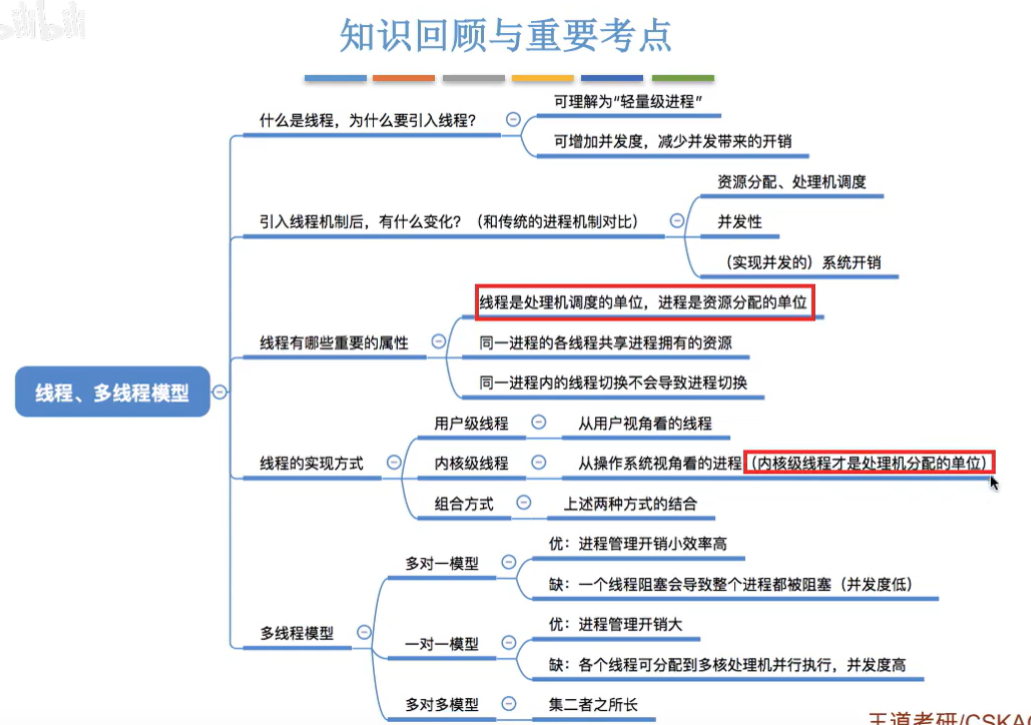 知识回顾与重要考点
什么是线程，为什么要引入线程？
可理解为“轻量级进程”
可增加并发度，减少并发带来的开销
引入线程机制后，有什么变化？（和传统的进程机制对比）
资源分配、处理机调度
并发性
（实现并发的）系统开销
线程、多线程模型
线程有哪些重要的属性
线程是处理机调度的单位，进程是资源分配的单位
同一进程的各线程共享进程拥有的资源
同一进程内的线程切换不会导致进程切换
线程的实现方式
用户级线程
从用户视角看的线程
内核级线程
从操作系统视角看的进程（内核级线程才是处理机分配的单位）
组合方式
上述两种方式的结合
多线程模型
多对一模型
优：进程管理开销小效率高
缺：一个线程阻塞会导致整个进程都被阻塞（并发度低）
一对一模型
优：进程管理开销大
缺：各个线程可分配到多核处理机并行执行，并发度高
多对多模型
集二者之所长
王道考研/CSKA